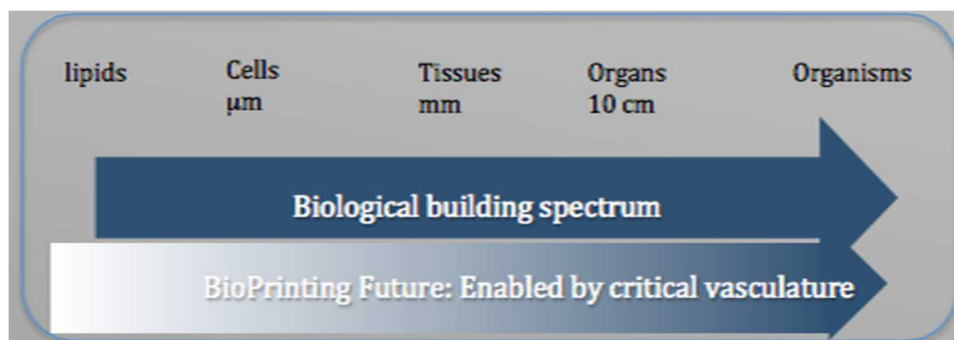 lipids Cells Tissues Organs Organisms
μm mm 10 cm
Biological building spectrum
BioPrinting Future: Enabled by critical vasculature